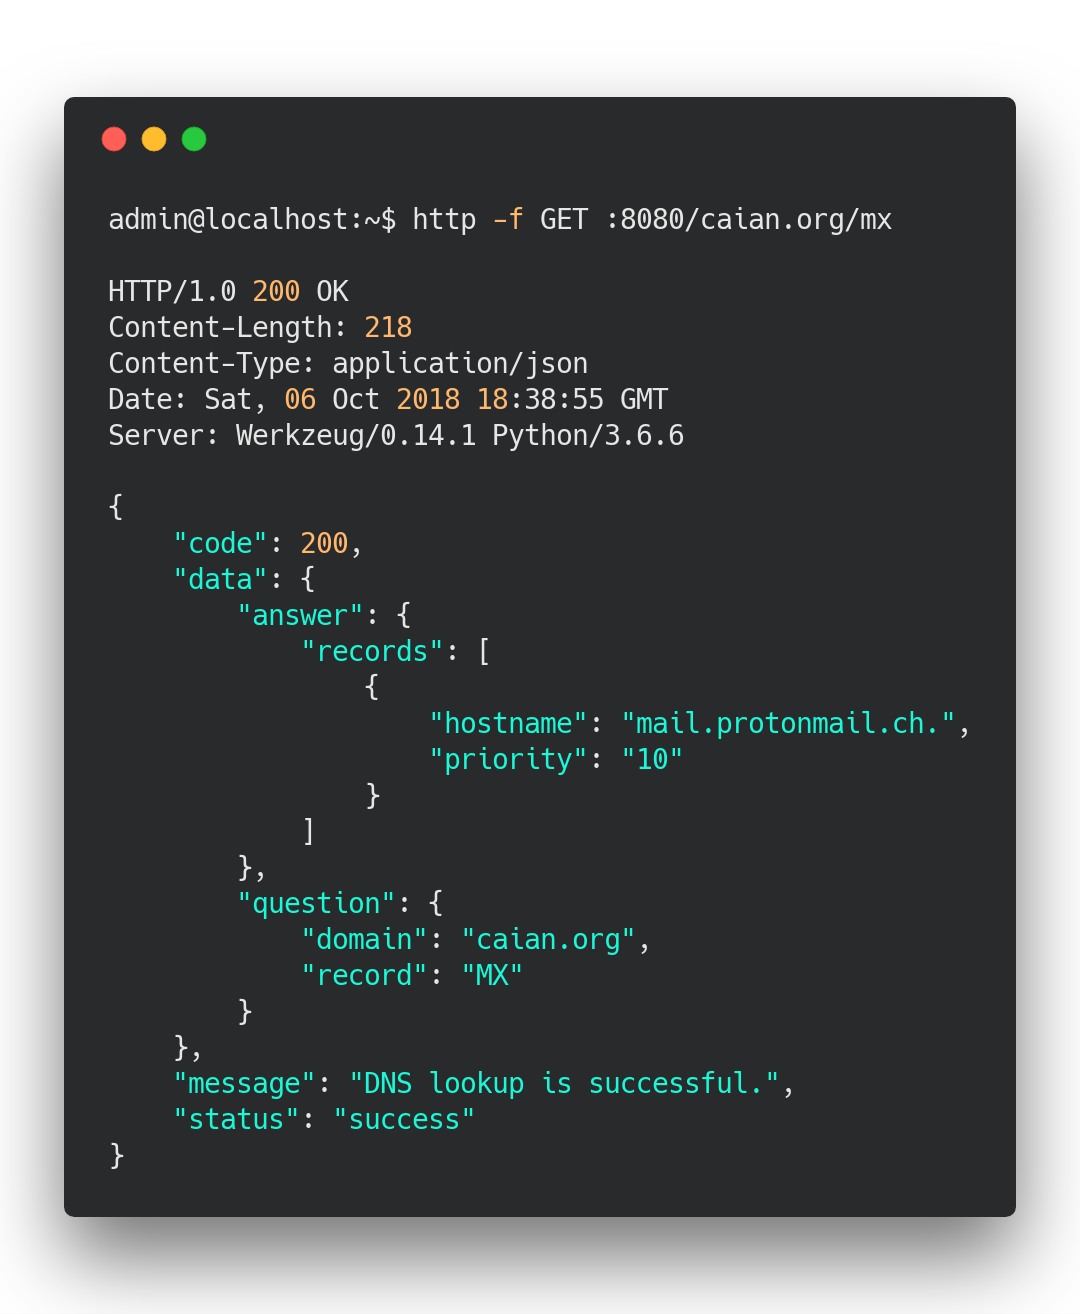 admin@localhost:~$ http -f GET :8080/caian.org/mx

HTTP/1.0 200 OK
Content-Length: 218
Content-Type: application/json
Date: Sat, 06 Oct 2018 18:38:55 GMT
Server: Werkzeug/0.14.1 Python/3.6.6

{
    "code": 200,
    "data": {
        "answer": {
            "records": [
                {
                    "hostname": "mail.protonmail.ch.",
                    "priority": "10"
                }
            ]
        },
        "question": {
            "domain": "caian.org",
            "record": "MX"
        }
    },
    "message": "DNS lookup is successful.",
    "status": "success"
}